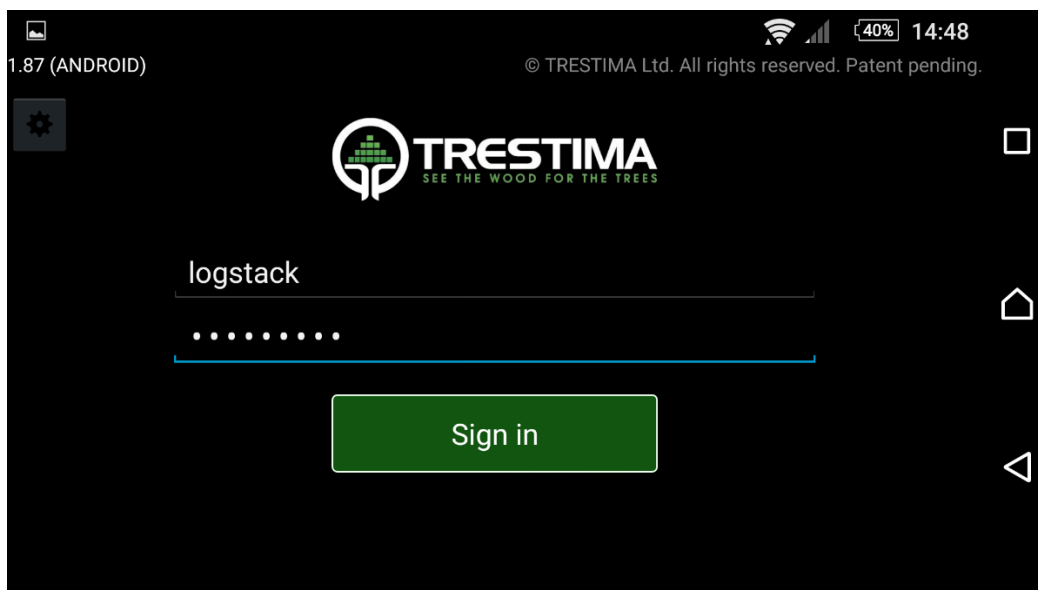 40% 14:48
1.87 (ANDROID) © TRESTIMA Ltd. All rights reserved. Patent pending.
TRESTIMA
SEE THE WOOD FOR THE TREES
logstack
•••••••••
Sign in